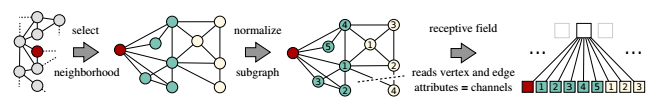 select
neighborhood
normalize
subgraph
4
3
5
1
1
2
3
2
4
receptive field
reads vertex and edge
attributes = channels
... ...
1 2 3 4 5 1 2 3